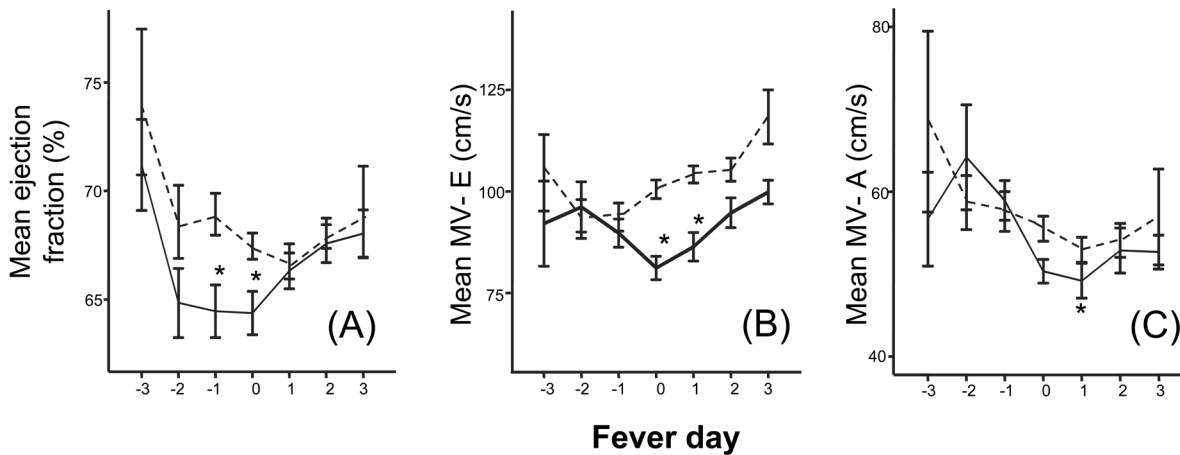 Mean ejection
fraction (%)
75
70
65
*
*
(A)
-3 -2 -1 0 1 2 3
Mean MV- E (cm/s)
125
100
75
*
*
(B)
-3 -2 -1 0 1 2 3
Mean MV- A (cm/s)
80
60
40
*
(C)
-3 -2 -1 0 1 2 3
Fever day